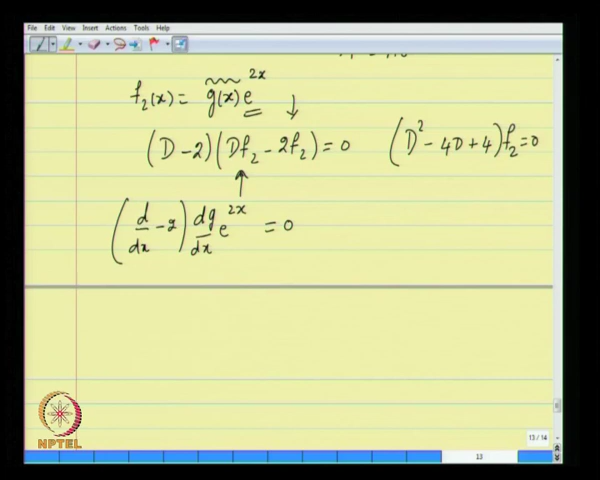 File Edit View Insert Actions Tools Help
f₂(x) = g(x) e^{2x}
(D - 2)(Df₂ - 2f₂) = 0 (D² - 4D + 4)f₂ = 0
(d/dx - 2) dg/dx e^{2x} = 0
NPTEL
13 / 14
13